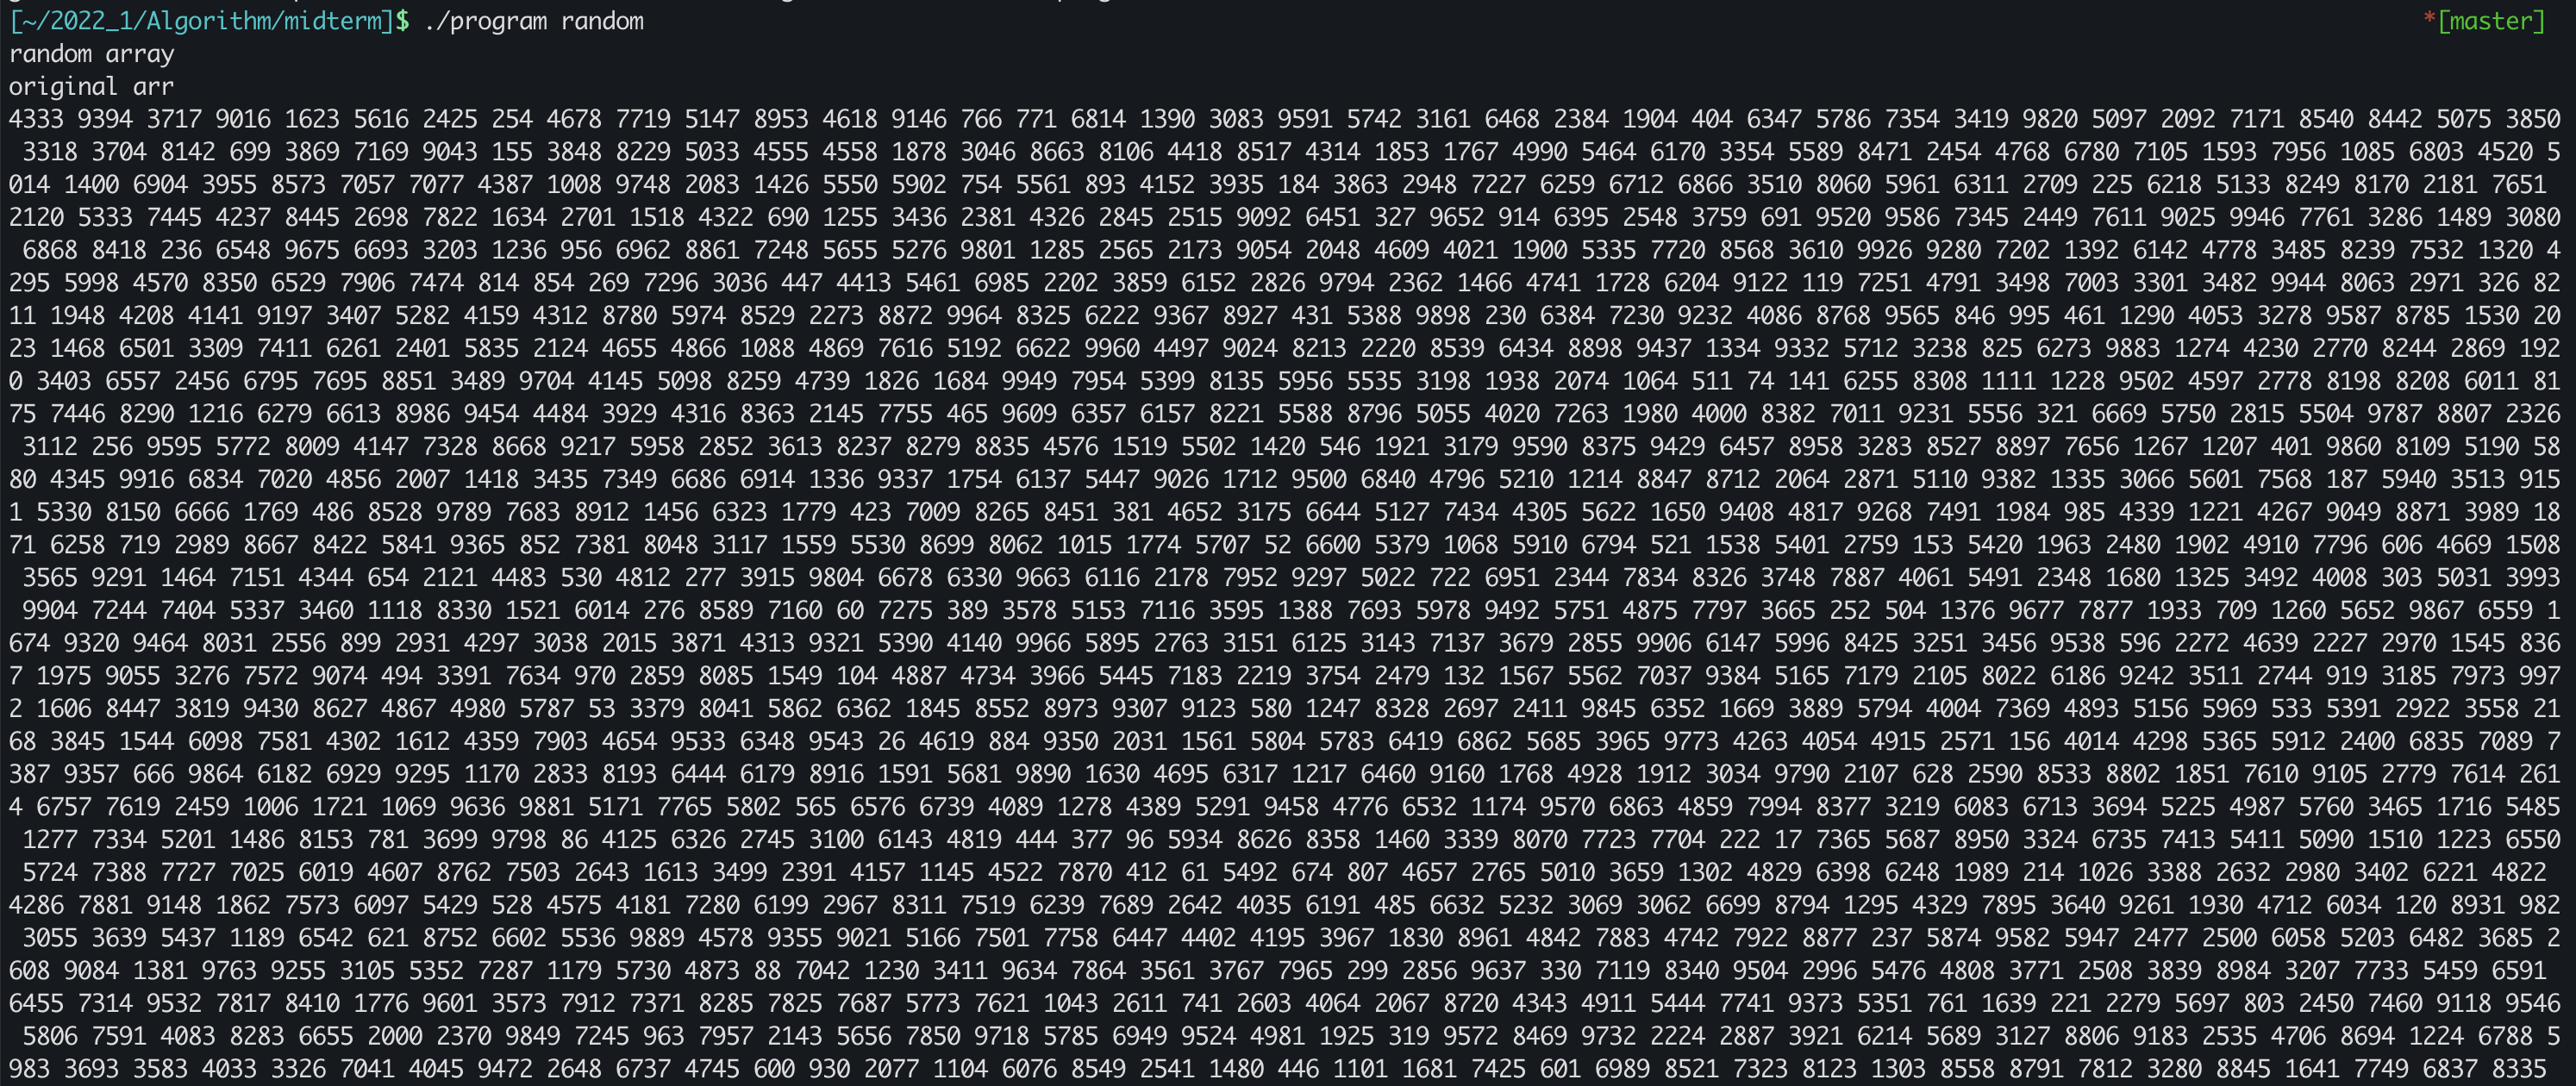 [~/2022_1/Algorithm/midterm]$ ./program random *[master]
random array
original arr
4333 9394 3717 9016 1623 5616 2425 254 4678 7719 5147 8953 4618 9146 766 771 6814 1390 3083 9591 5742 3161 6468 2384 1904 404 6347 5786 7354 3419 9820 5097 2092 7171 8540 8442 5075 3850
3318 3704 8142 699 3869 7169 9043 155 3848 8229 5033 4555 4558 1878 3046 8663 8106 4418 8517 4314 1853 1767 4990 5464 6170 3354 5589 8471 2454 4768 6780 7105 1593 7956 1085 6803 4520 5
014 1400 6904 3955 8573 7057 7077 4387 1008 9748 2083 1426 5550 5902 754 5561 893 4152 3935 184 3863 2948 7227 6259 6712 6866 3510 8060 5961 6311 2709 225 6218 5133 8249 8170 2181 7651
2120 5333 7445 4237 8445 2698 7822 1634 2701 1518 4322 690 1255 3436 2381 4326 2845 2515 9092 6451 327 9652 914 6395 2548 3759 691 9520 9586 7345 2449 7611 9025 9946 7761 3286 1489 3080
6868 8418 236 6548 9675 6693 3203 1236 956 6962 8861 7248 5655 5276 9801 1285 2565 2173 9054 2048 4609 4021 1900 5335 7720 8568 3610 9926 9280 7202 1392 6142 4778 3485 8239 7532 1320 4
295 5998 4570 8350 6529 7906 7474 814 854 269 7296 3036 447 4413 5461 6985 2202 3859 6152 2826 9794 2362 1466 4741 1728 6204 9122 119 7251 4791 3498 7003 3301 3482 9944 8063 2971 326 82
11 1948 4208 4141 9197 3407 5282 4159 4312 8780 5974 8529 2273 8872 9964 8325 6222 9367 8927 431 5388 9898 230 6384 7230 9232 4086 8768 9565 846 995 461 1290 4053 3278 9587 8785 1530 20
23 1468 6501 3309 7411 6261 2401 5835 2124 4655 4866 1088 4869 7616 5192 6622 9960 4497 9024 8213 2220 8539 6434 8898 9437 1334 9332 5712 3238 825 6273 9883 1274 4230 2770 8244 2869 192
0 3403 6557 2456 6795 7695 8851 3489 9704 4145 5098 8259 4739 1826 1684 9949 7954 5399 8135 5956 5535 3198 1938 2074 1064 511 74 141 6255 8308 1111 1228 9502 4597 2778 8198 8208 6011 81
75 7446 8290 1216 6279 6613 8986 9454 4484 3929 4316 8363 2145 7755 465 9609 6357 6157 8221 5588 8796 5055 4020 7263 1980 4000 8382 7011 9231 5556 321 6669 5750 2815 5504 9787 8807 2326
3112 256 9595 5772 8009 4147 7328 8668 9217 5958 2852 3613 8237 8279 8835 4576 1519 5502 1420 546 1921 3179 9590 8375 9429 6457 8958 3283 8527 8897 7656 1267 1207 401 9860 8109 5190 58
80 4345 9916 6834 7020 4856 2007 1418 3435 7349 6686 6914 1336 9337 1754 6137 5447 9026 1712 9500 6840 4796 5210 1214 8847 8712 2064 2871 5110 9382 1335 3066 5601 7568 187 5940 3513 915
1 5330 8150 6666 1769 486 8528 9789 7683 8912 1456 6323 1779 423 7009 8265 8451 381 4652 3175 6644 5127 7434 4305 5622 1650 9408 4817 9268 7491 1984 985 4339 1221 4267 9049 8871 3989 18
71 6258 719 2989 8667 8422 5841 9365 852 7381 8048 3117 1559 5530 8699 8062 1015 1774 5707 52 6600 5379 1068 5910 6794 521 1538 5401 2759 153 5420 1963 2480 1902 4910 7796 606 4669 1508
3565 9291 1464 7151 4344 654 2121 4483 530 4812 277 3915 9804 6678 6330 9663 6116 2178 7952 9297 5022 722 6951 2344 7834 8326 3748 7887 4061 5491 2348 1680 1325 3492 4008 303 5031 3993
9904 7244 7404 5337 3460 1118 8330 1521 6014 276 8589 7160 60 7275 389 3578 5153 7116 3595 1388 7693 5978 9492 5751 4875 7797 3665 252 504 1376 9677 7877 1933 709 1260 5652 9867 6559 1
674 9320 9464 8031 2556 899 2931 4297 3038 2015 3871 4313 9321 5390 4140 9966 5895 2763 3151 6125 3143 7137 3679 2855 9906 6147 5996 8425 3251 3456 9538 596 2272 4639 2227 2970 1545 836
7 1975 9055 3276 7572 9074 494 3391 7634 970 2859 8085 1549 104 4887 4734 3966 5445 7183 2219 3754 2479 132 1567 5562 7037 9384 5165 7179 2105 8022 6186 9242 3511 2744 919 3185 7973 997
2 1606 8447 3819 9430 8627 4867 4980 5787 53 3379 8041 5862 6362 1845 8552 8973 9307 9123 580 1247 8328 2697 2411 9845 6352 1669 3889 5794 4004 7369 4893 5156 5969 533 5391 2922 3558 21
68 3845 1544 6098 7581 4302 1612 4359 7903 4654 9533 6348 9543 26 4619 884 9350 2031 1561 5804 5783 6419 6862 5685 3965 9773 4263 4054 4915 2571 156 4014 4298 5365 5912 2400 6835 7089 7
387 9357 666 9864 6182 6929 9295 1170 2833 8193 6444 6179 8916 1591 5681 9890 1630 4695 6317 1217 6460 9160 1768 4928 1912 3034 9790 2107 628 2590 8533 8802 1851 7610 9105 2779 7614 261
4 6757 7619 2459 1006 1721 1069 9636 9881 5171 7765 5802 565 6576 6739 4089 1278 4389 5291 9458 4776 6532 1174 9570 6863 4859 7994 8377 3219 6083 6713 3694 5225 4987 5760 3465 1716 5485
1277 7334 5201 1486 8153 781 3699 9798 86 4125 6326 2745 3100 6143 4819 444 377 96 5934 8626 8358 1460 3339 8070 7723 7704 222 17 7365 5687 8950 3324 6735 7413 5411 5090 1510 1223 6550
5724 7388 7727 7025 6019 4607 8762 7503 2643 1613 3499 2391 4157 1145 4522 7870 412 61 5492 674 807 4657 2765 5010 3659 1302 4829 6398 6248 1989 214 1026 3388 2632 2980 3402 6221 4822
4286 7881 9148 1862 7573 6097 5429 528 4575 4181 7280 6199 2967 8311 7519 6239 7689 2642 4035 6191 485 6632 5232 3069 3062 6699 8794 1295 4329 7895 3640 9261 1930 4712 6034 120 8931 982
3055 3639 5437 1189 6542 621 8752 6602 5536 9889 4578 9355 9021 5166 7501 7758 6447 4402 4195 3967 1830 8961 4842 7883 4742 7922 8877 237 5874 9582 5947 2477 2500 6058 5203 6482 3685 2
608 9084 1381 9763 9255 3105 5352 7287 1179 5730 4873 88 7042 1230 3411 9634 7864 3561 3767 7965 299 2856 9637 330 7119 8340 9504 2996 5476 4808 3771 2508 3839 8984 3207 7733 5459 6591
6455 7314 9532 7817 8410 1776 9601 3573 7912 7371 8285 7825 7687 5773 7621 1043 2611 741 2603 4064 2067 8720 4343 4911 5444 7741 9373 5351 761 1639 221 2279 5697 803 2450 7460 9118 9546
5806 7591 4083 8283 6655 2000 2370 9849 7245 963 7957 2143 5656 7850 9718 5785 6949 9524 4981 1925 319 9572 8469 9732 2224 2887 3921 6214 5689 3127 8806 9183 2535 4706 8694 1224 6788 5
983 3693 3583 4033 3326 7041 4045 9472 2648 6737 4745 600 930 2077 1104 6076 8549 2541 1480 446 1101 1681 7425 601 6989 8521 7323 8123 1303 8558 8791 7812 3280 8845 1641 7749 6837 8335